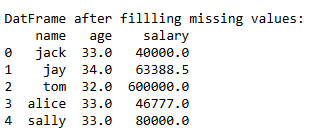 DatFrame after fillling missing values:
name age salary
0 jack 33.0 40000.0
1 jay 34.0 63388.5
2 tom 32.0 600000.0
3 alice 33.0 46777.0
4 sally 33.0 80000.0